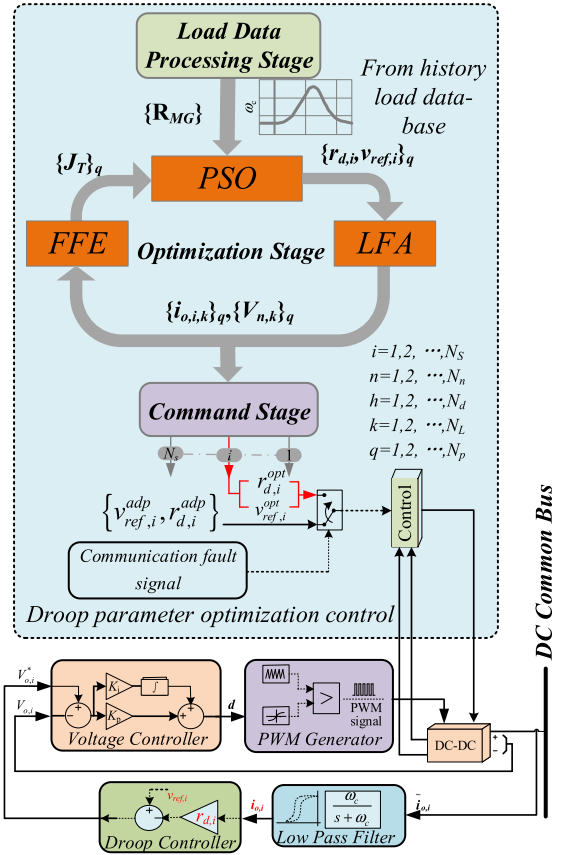 Load Data
Processing Stage
From history
load data-
base
ω_c
{R_MG}
{r_d,i,v_ref,i}_q
{J_T}_q
PSO
FFE
Optimization Stage
LFA
{i_o,i,k}_q,{V_n,k}_q
i=1,2, ···,N_S
n=1,2, ···,N_n
h=1,2, ···,N_d
k=1,2, ···,N_L
q=1,2, ···,N_p
Command Stage
N_s i 1
r_d,i^opt
v_ref,i^opt
{v_ref,i^adp, r_d,i^adp}
Control
Communication fault
signal
Droop parameter optimization control
DC Common Bus
V_o,i^*
V_o,i
K_i ∫
K_p
+ − + +
Voltage Controller
d
>
PWM
signal
PWM Generator
DC-DC
+
−
v_ref,i
+
−
r_d,i
Droop Controller
i_o,i
ω_c
s + ω_c
Low Pass Filter
ī_o,i